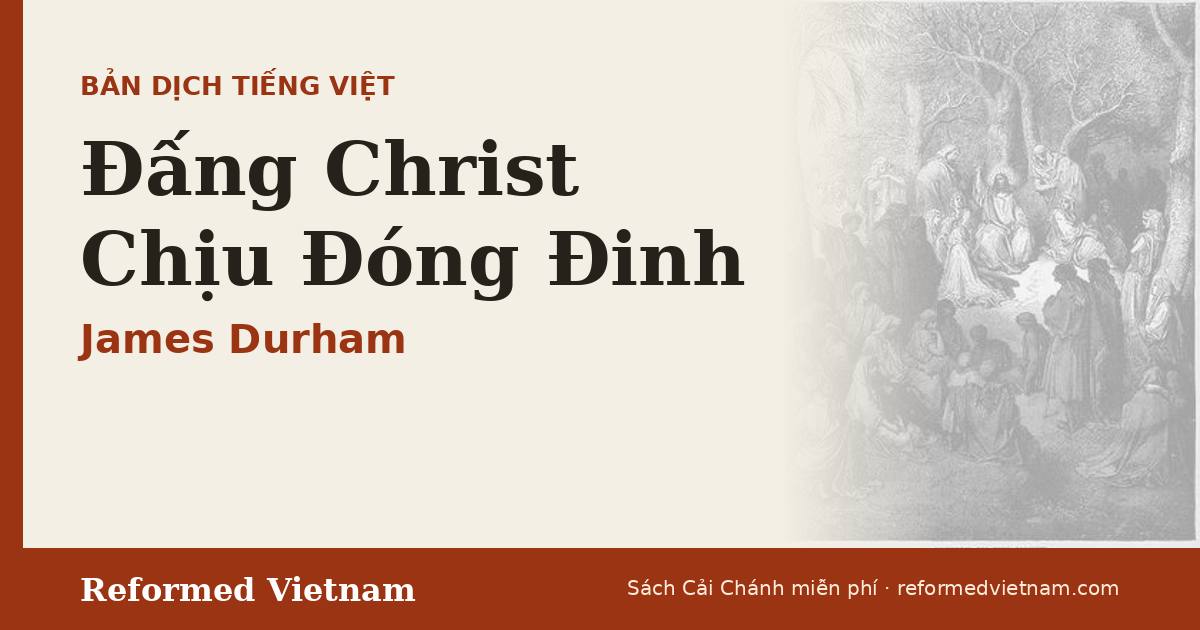 BẢN DỊCH TIẾNG VIỆT
Đấng Christ
Chịu Đóng Đinh
James Durham
Reformed Vietnam
Sách Cải Chánh miễn phí · reformedvietnam.com